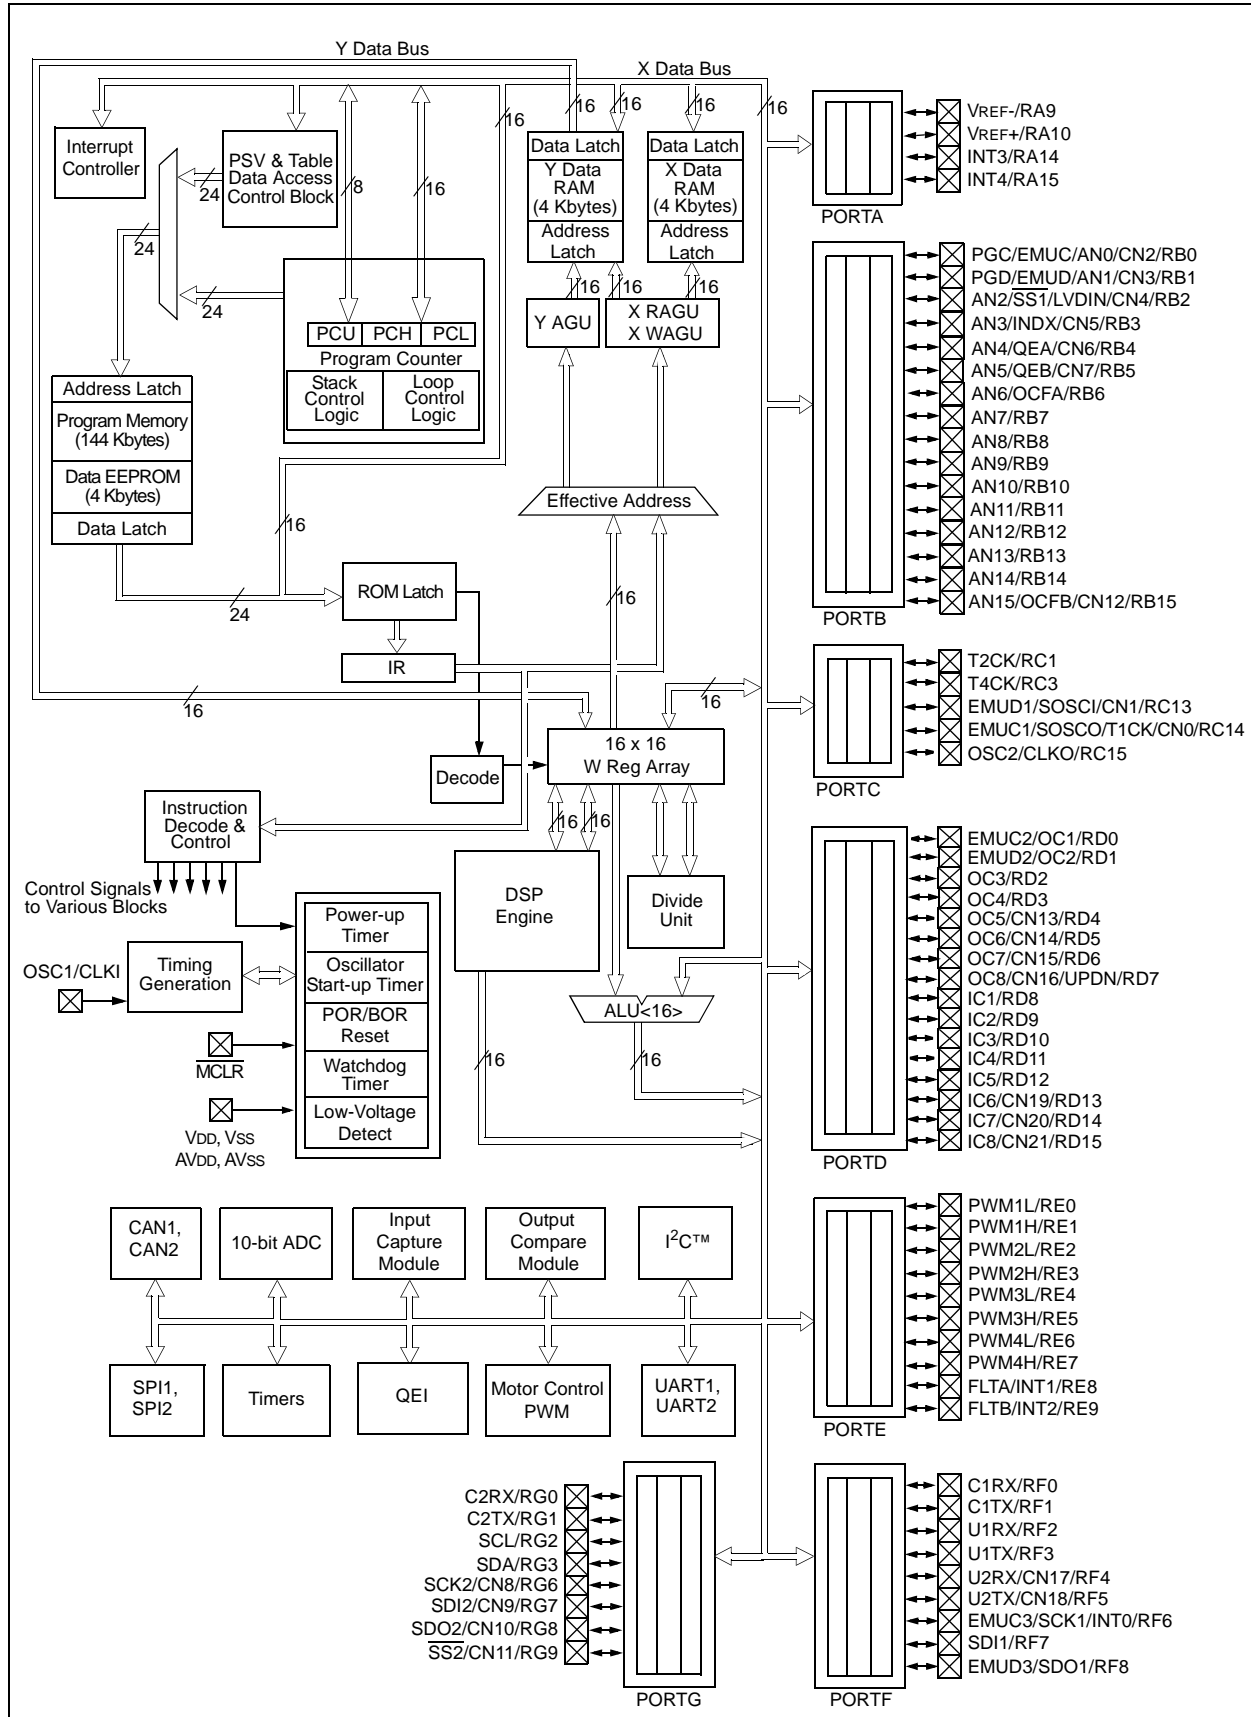 Y Data Bus
X Data Bus
16
16
16
16
16
Interrupt
Controller
PSV & Table
Data Access
Control Block
24
8
16
24
24
Data Latch
Y Data
RAM
(4 Kbytes)
Address
Latch
Data Latch
X Data
RAM
(4 Kbytes)
Address
Latch
16
16
16
Y AGU
X RAGU
X WAGU
PCU
PCH
PCL
Program Counter
Stack
Control
Logic
Loop
Control
Logic
Address Latch
Program Memory
(144 Kbytes)
Data EEPROM
(4 Kbytes)
Data Latch
16
24
Effective Address
ROM Latch
16
IR
16
16
16 x 16
W Reg Array
Decode
Instruction
Decode &
Control
Control Signals
to Various Blocks
16
16
DSP
Engine
Divide
Unit
Power-up
Timer
Oscillator
Start-up Timer
POR/BOR
Reset
Watchdog
Timer
Low-Voltage
Detect
OSC1/CLKI
Timing
Generation
MCLR
VDD, VSS
AVDD, AVSS
ALU<16>
16
16
CAN1,
CAN2
10-bit ADC
Input
Capture
Module
Output
Compare
Module
I2C™
SPI1,
SPI2
Timers
QEI
Motor Control
PWM
UART1,
UART2
VREF-/RA9
VREF+/RA10
INT3/RA14
INT4/RA15
PORTA
PGC/EMUC/AN0/CN2/RB0
PGD/EMUD/AN1/CN3/RB1
AN2/SS1/LVDIN/CN4/RB2
AN3/INDX/CN5/RB3
AN4/QEA/CN6/RB4
AN5/QEB/CN7/RB5
AN6/OCFA/RB6
AN7/RB7
AN8/RB8
AN9/RB9
AN10/RB10
AN11/RB11
AN12/RB12
AN13/RB13
AN14/RB14
AN15/OCFB/CN12/RB15
PORTB
T2CK/RC1
T4CK/RC3
EMUD1/SOSCI/CN1/RC13
EMUC1/SOSCO/T1CK/CN0/RC14
OSC2/CLKO/RC15
PORTC
EMUC2/OC1/RD0
EMUD2/OC2/RD1
OC3/RD2
OC4/RD3
OC5/CN13/RD4
OC6/CN14/RD5
OC7/CN15/RD6
OC8/CN16/UPDN/RD7
IC1/RD8
IC2/RD9
IC3/RD10
IC4/RD11
IC5/RD12
IC6/CN19/RD13
IC7/CN20/RD14
IC8/CN21/RD15
PORTD
PWM1L/RE0
PWM1H/RE1
PWM2L/RE2
PWM2H/RE3
PWM3L/RE4
PWM3H/RE5
PWM4L/RE6
PWM4H/RE7
FLTA/INT1/RE8
FLTB/INT2/RE9
PORTE
C2RX/RG0
C2TX/RG1
SCL/RG2
SDA/RG3
SCK2/CN8/RG6
SDI2/CN9/RG7
SDO2/CN10/RG8
SS2/CN11/RG9
PORTG
C1RX/RF0
C1TX/RF1
U1RX/RF2
U1TX/RF3
U2RX/CN17/RF4
U2TX/CN18/RF5
EMUC3/SCK1/INT0/RF6
SDI1/RF7
EMUD3/SDO1/RF8
PORTF